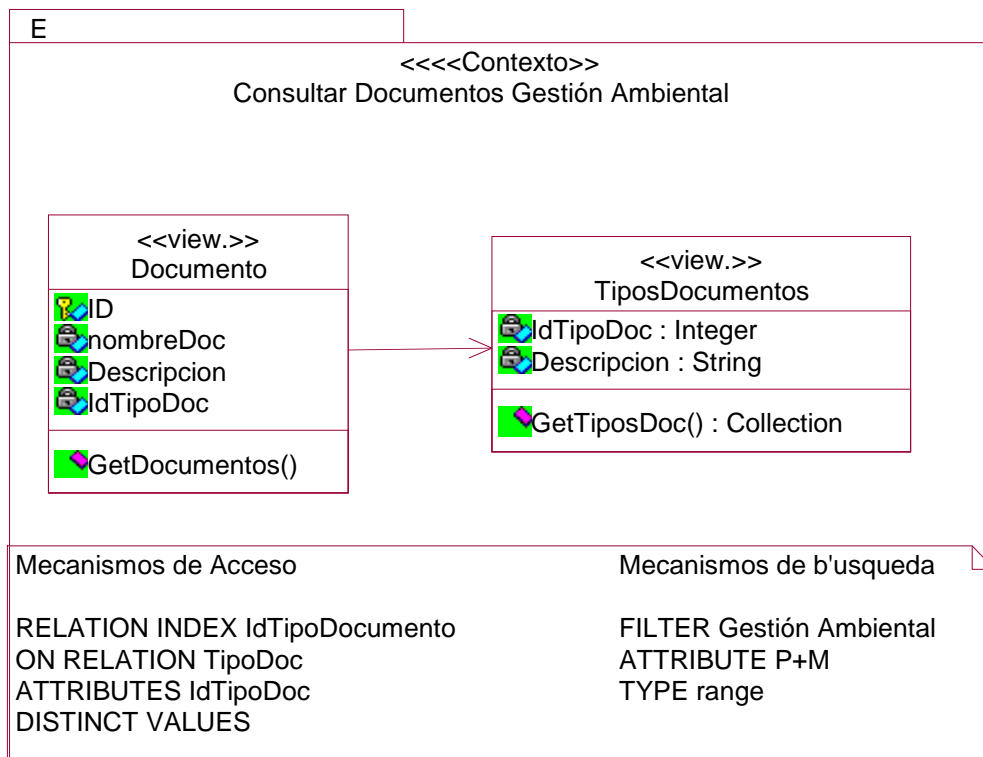 E
<<<<Contexto>>
Consultar Documentos Gestión Ambiental
<<view.>>
Documento
ID
nombreDoc
Descripcion
IdTipoDoc
GetDocumentos()
<<view.>>
TiposDocumentos
IdTipoDoc : Integer
Descripcion : String
GetTiposDoc() : Collection
Mecanismos de Acceso
RELATION INDEX IdTipoDocumento
ON RELATION TipoDoc
ATTRIBUTES IdTipoDoc
DISTINCT VALUES
Mecanismos de b'usqueda
FILTER Gestión Ambiental
ATTRIBUTE P+M
TYPE range